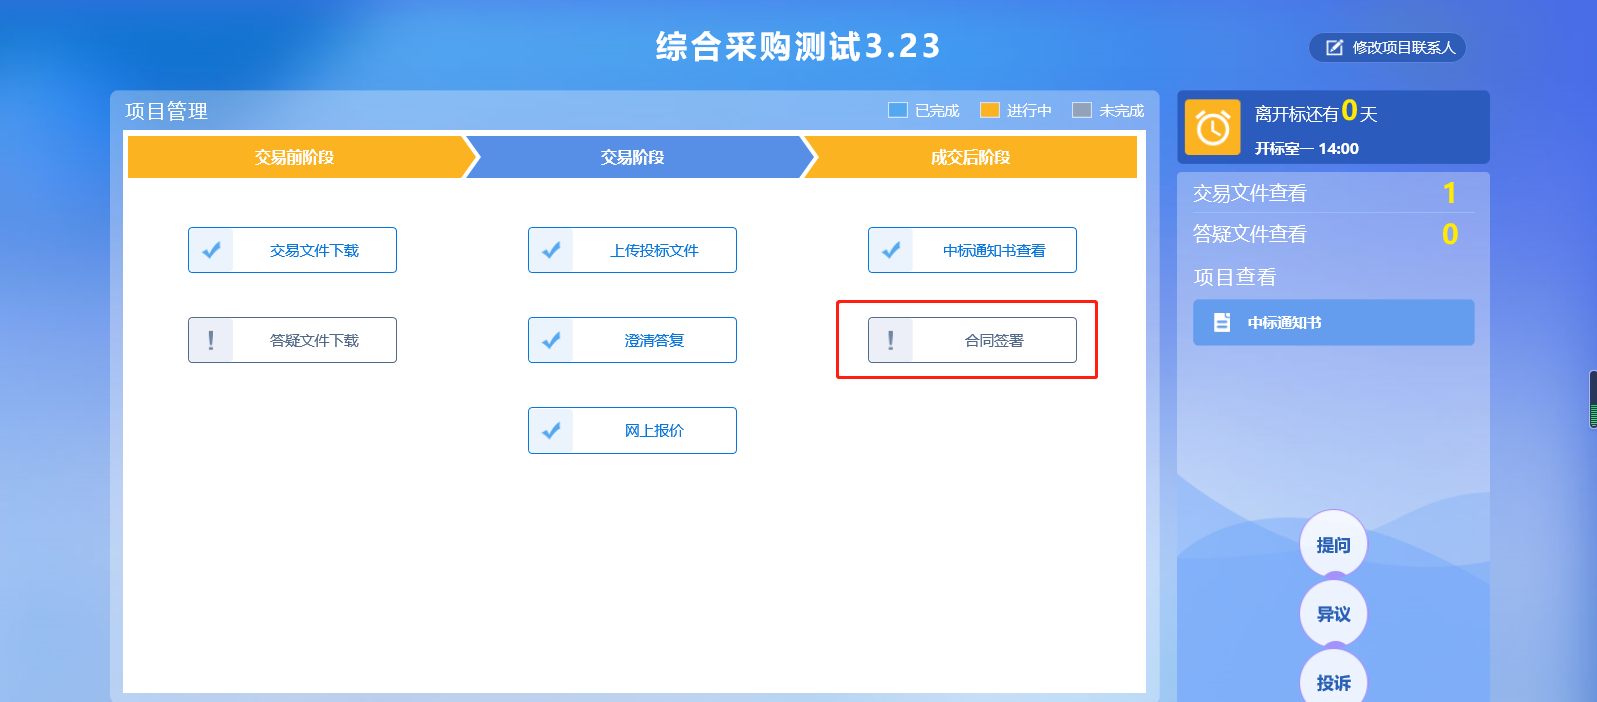 综合采购测试3.23
修改项目联系人
项目管理
已完成
进行中
未完成
交易前阶段
交易阶段
成交后阶段
交易文件下载
上传投标文件
中标通知书查看
答疑文件下载
澄清答复
合同签署
网上报价
离开标还有0天
开标室一 14:00
交易文件查看 1
答疑文件查看 0
项目查看
中标通知书
提问
异议
投诉